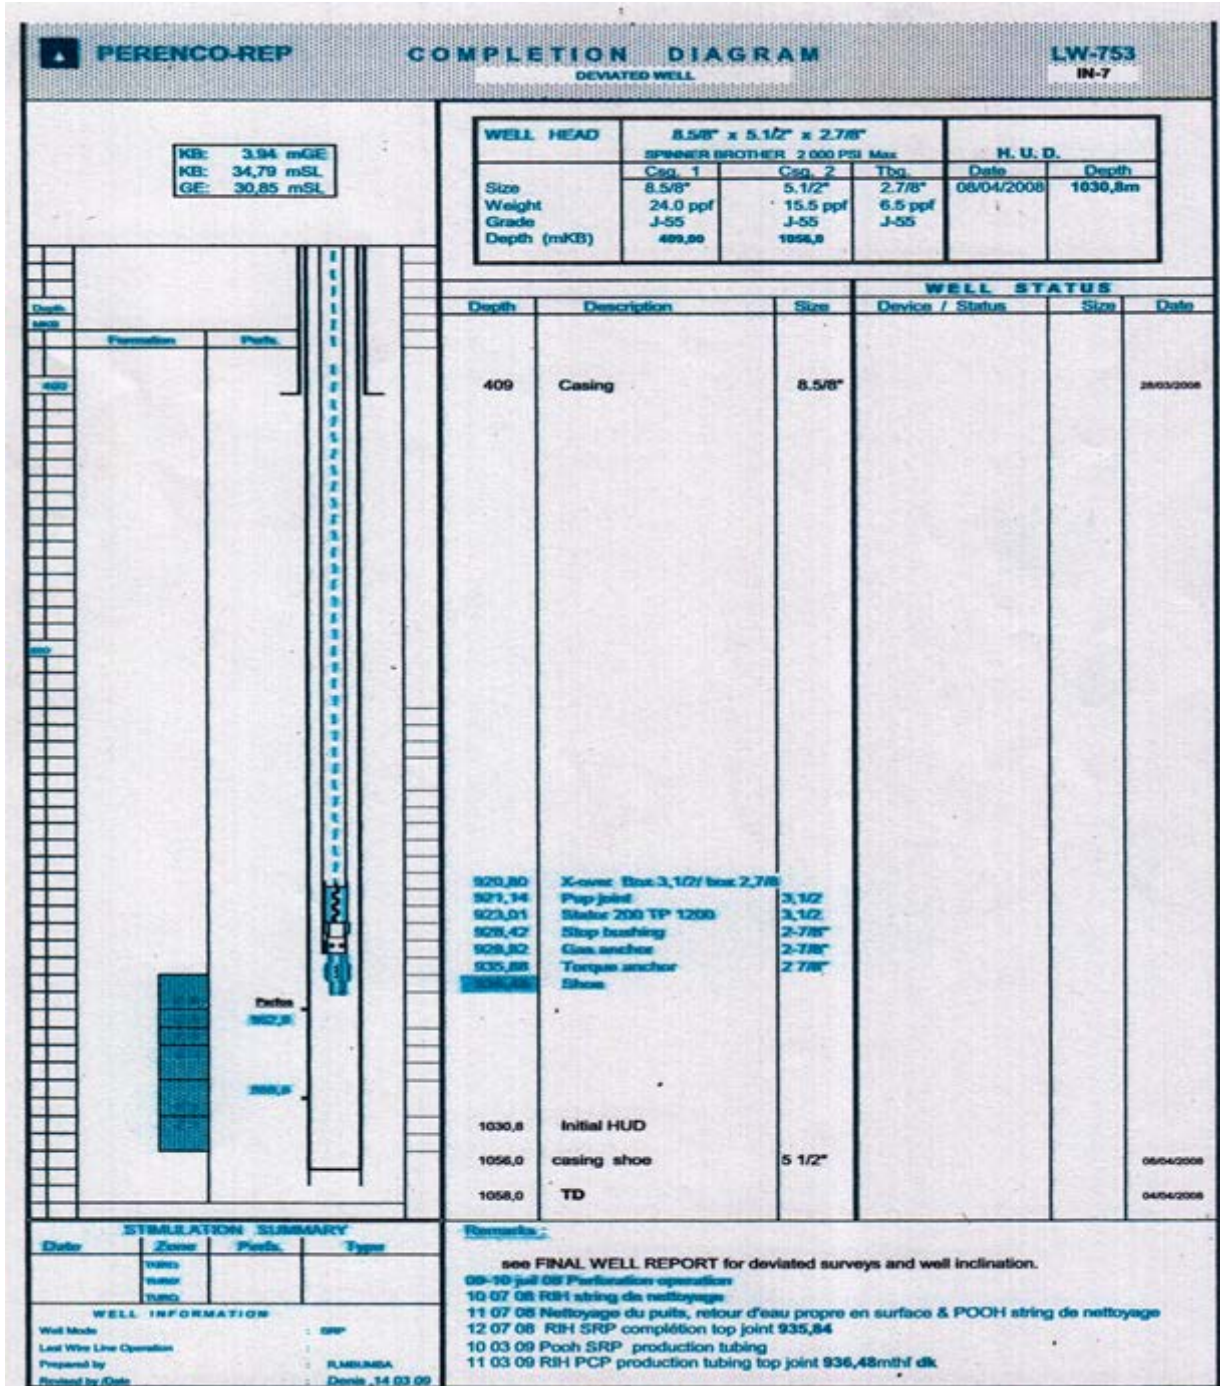 PERENCO-REP COMPLETION DIAGRAM LW-753
DEVIATED WELL IN-7
KB: 3.94 mGE
KB: 34,79 mSL
GE: 30,85 mSL
WELL HEAD 8.5/8" x 5.1/2" x 2.7/8"
SPINNER BROTHER 2 000 PSI Max H. U. D.
Csg. 1 Csg. 2 Tbg. Date Depth
Size 8.5/8" 5.1/2" 2.7/8" 08/04/2008 1030,8m
Weight 24.0 ppf 15.5 ppf 6.5 ppf
Grade J-55 J-55 J-55
Depth (mKB) 409,00 1056,0
WELL STATUS
Depth Description Size Device / Status Size Date
Depth
MKB
Formation Perfs.
400
409 Casing 8.5/8" 28/03/2008
920,80 X-over Box 3,1/2/ box 2,7/8
921,14 Pup joint 3,1/2
923,01 Stator 200 TP 1200 3,1/2
928,42 Stop bushing 2-7/8"
928,82 Gas anchor 2-7/8"
935,88 Torque anchor 2 7/8"
Shoe
Perfos
1030,8 Initial HUD
1056,0 casing shoe 5 1/2" 08/04/2008
1058,0 TD 04/04/2008
STIMULATION SUMMARY
Date Zone Perfs. Type
WELL INFORMATION
Well Mode : SRP
Last Wire Line Operation :
Prepared by : R,MBUMBA
Revised by /Date : Denis ,14 03 09
Remarks :
see FINAL WELL REPORT for deviated surveys and well inclination.
09-10 juil 08 Perforation operation
10 07 08 RIH string de nettoyage
11 07 08 Nettoyage du puits, retour d'eau propre en surface & POOH string de nettoyage
12 07 08 RIH SRP complétion top joint 935,84
10 03 09 Pooh SRP production tubing
11 03 09 RIH PCP production tubing top joint 936,48mthf dk